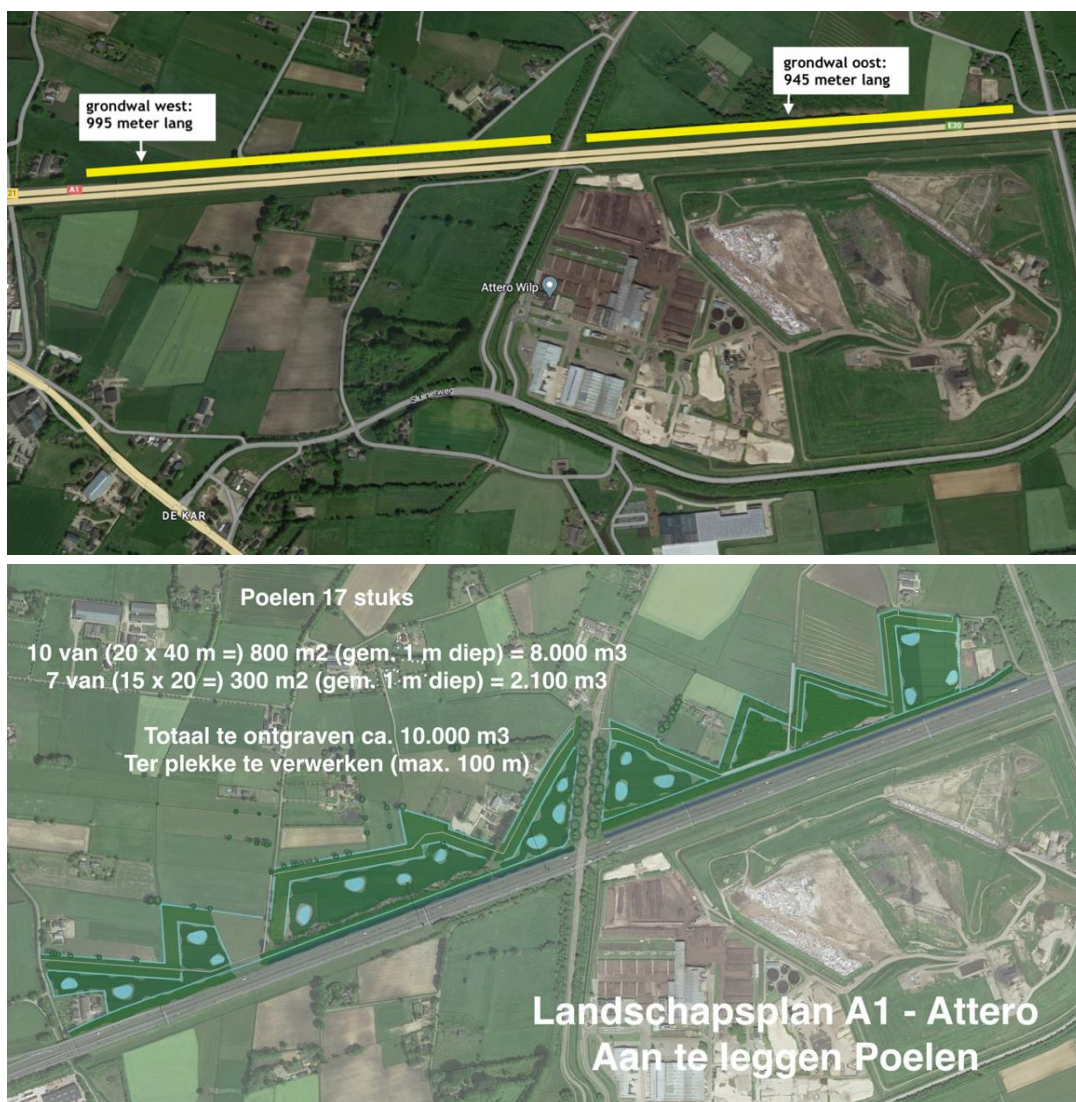 grondwal oost:
945 meter lang
grondwal west:
995 meter lang
E30
A1
21
Attero Wilp
Sluinerweg
DE KAR
Poelen 17 stuks
10 van (20 x 40 m =) 800 m2 (gem. 1 m diep) = 8.000 m3
7 van (15 x 20 =) 300 m2 (gem. 1 m diep) = 2.100 m3
Totaal te ontgraven ca. 10.000 m3
Ter plekke te verwerken (max. 100 m)
Landschapsplan A1 - Attero
Aan te leggen Poelen